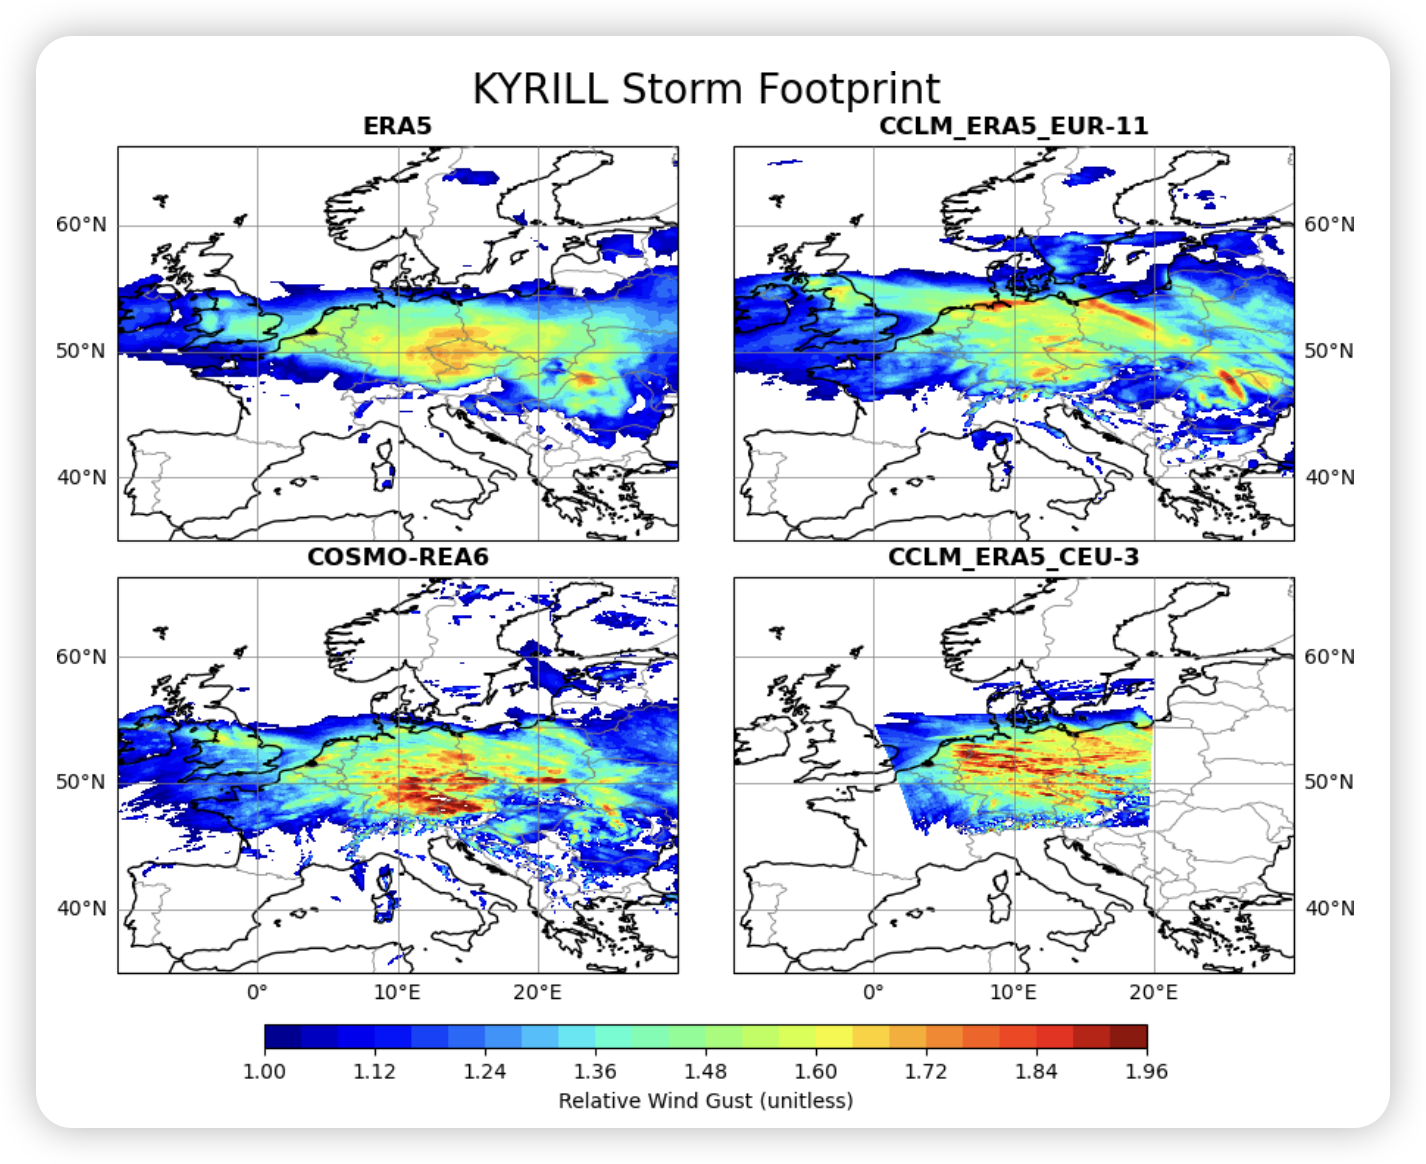 KYRILL Storm Footprint
ERA5
CCLM_ERA5_EUR-11
60°N
60°N
50°N
50°N
40°N
40°N
COSMO-REA6
CCLM_ERA5_CEU-3
60°N
60°N
50°N
50°N
40°N
40°N
0° 10°E 20°E 0° 10°E 20°E
1.00 1.12 1.24 1.36 1.48 1.60 1.72 1.84 1.96
Relative Wind Gust (unitless)